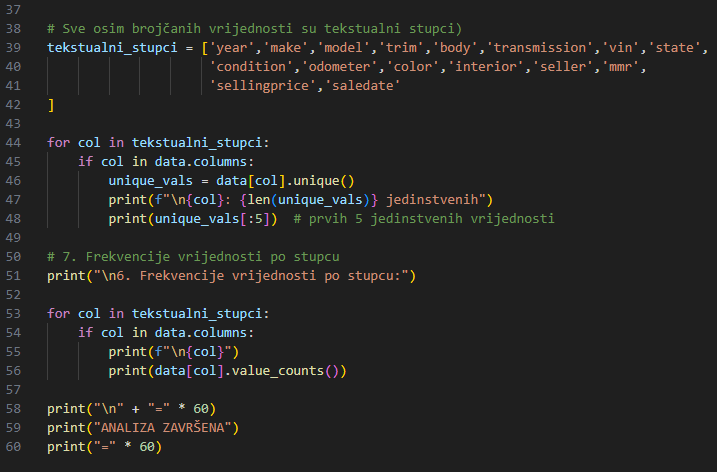 37
38 # Sve osim brojčanih vrijednosti su tekstualni stupci)
39 tekstualni_stupci = ['year','make','model','trim','body','transmission','vin','state',
40                      'condition','odometer','color','interior','seller','mmr',
41                      'sellingprice','saledate'
42 ]
43
44 for col in tekstualni_stupci:
45     if col in data.columns:
46         unique_vals = data[col].unique()
47         print(f"\n{col}: {len(unique_vals)} jedinstvenih")
48         print(unique_vals[:5])  # prvih 5 jedinstvenih vrijednosti
49
50 # 7. Frekvencije vrijednosti po stupcu
51 print("\n6. Frekvencije vrijednosti po stupcu:")
52
53 for col in tekstualni_stupci:
54     if col in data.columns:
55         print(f"\n{col}")
56         print(data[col].value_counts())
57
58 print("\n" + "=" * 60)
59 print("ANALIZA ZAVRŠENA")
60 print("=" * 60)